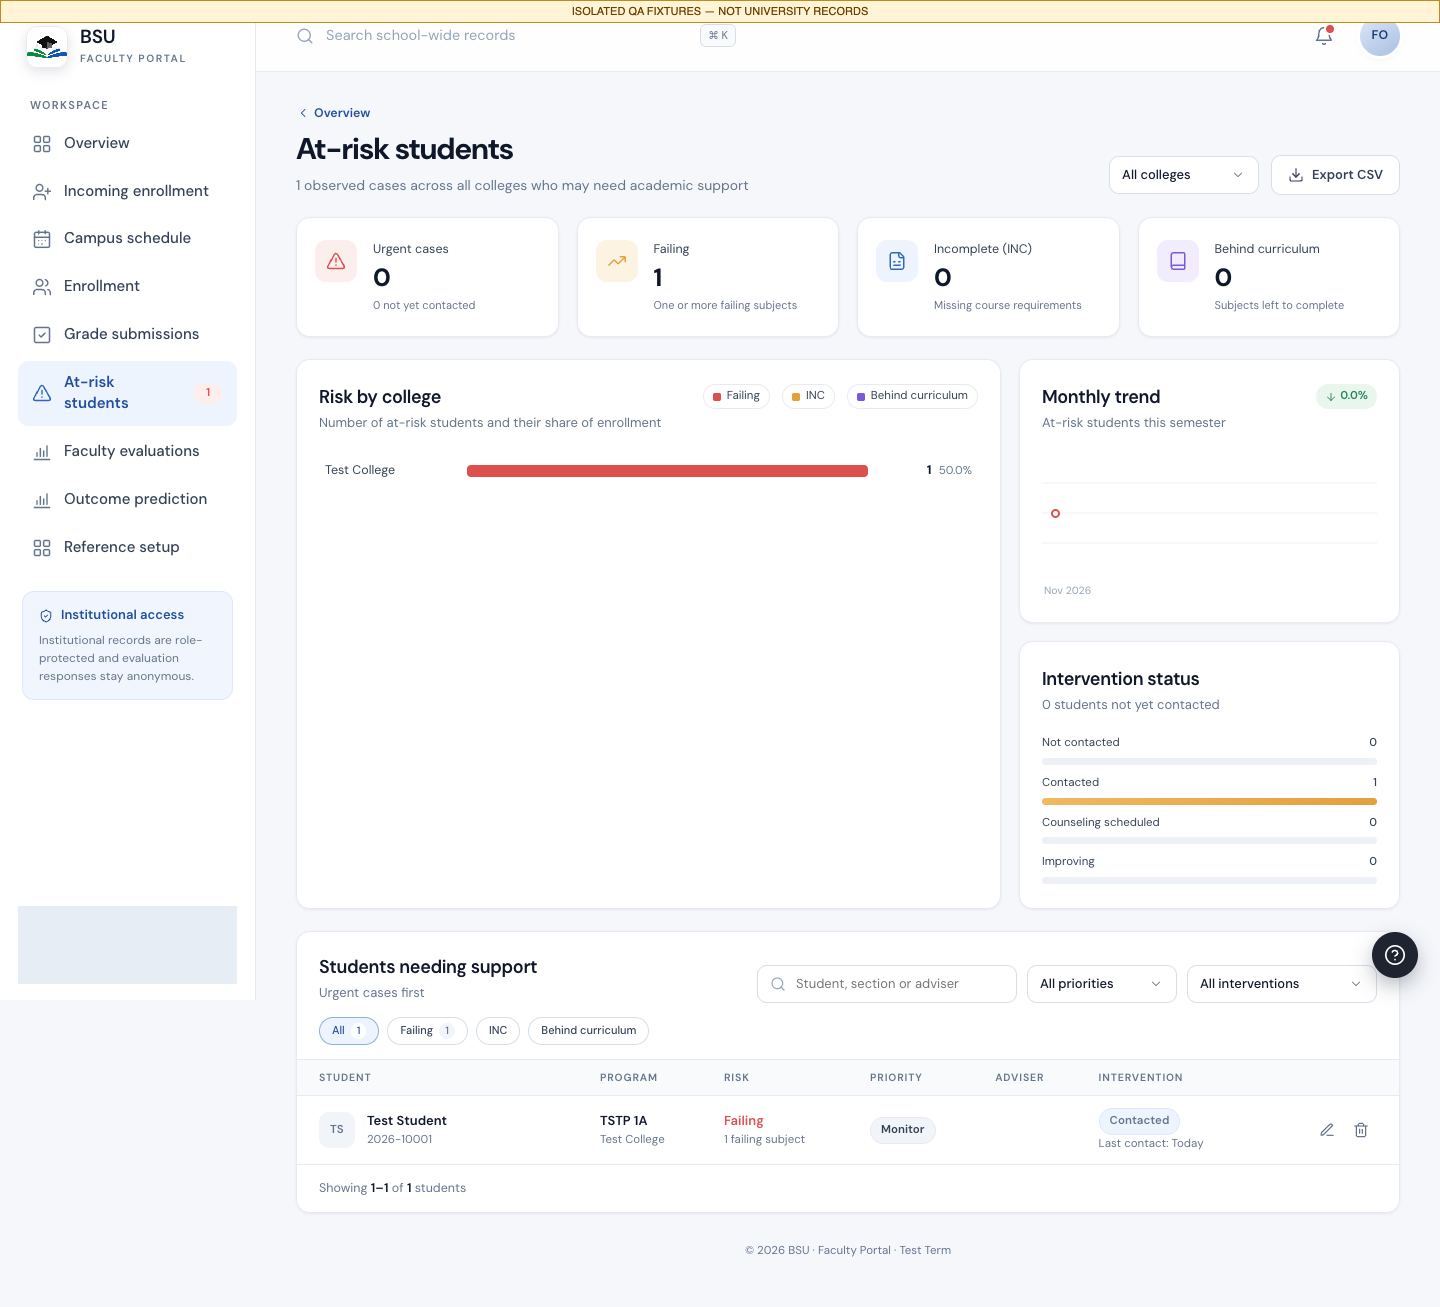 ISOLATED QA FIXTURES — NOT UNIVERSITY RECORDS
BSU
FACULTY PORTAL
Search school-wide records
⌘ K
FO
WORKSPACE
Overview
Incoming enrollment
Campus schedule
Enrollment
Grade submissions
At-risk
students
1
Faculty evaluations
Outcome prediction
Reference setup
Institutional access
Institutional records are role-
protected and evaluation
responses stay anonymous.
Overview
At-risk students
1 observed cases across all colleges who may need academic support
All colleges
Export CSV
Urgent cases
0
0 not yet contacted
Failing
1
One or more failing subjects
Incomplete (INC)
0
Missing course requirements
Behind curriculum
0
Subjects left to complete
Risk by college
Number of at-risk students and their share of enrollment
Failing
INC
Behind curriculum
Test College
1 50.0%
Monthly trend
At-risk students this semester
↓ 0.0%
Nov 2026
Intervention status
0 students not yet contacted
Not contacted 0
Contacted 1
Counseling scheduled 0
Improving 0
Students needing support
Urgent cases first
Student, section or adviser
All priorities
All interventions
All 1
Failing 1
INC
Behind curriculum
STUDENT PROGRAM RISK PRIORITY ADVISER INTERVENTION
TS
Test Student
2026-10001
TSTP 1A
Test College
Failing
1 failing subject
Monitor
Contacted
Last contact: Today
Showing 1–1 of 1 students
© 2026 BSU · Faculty Portal · Test Term